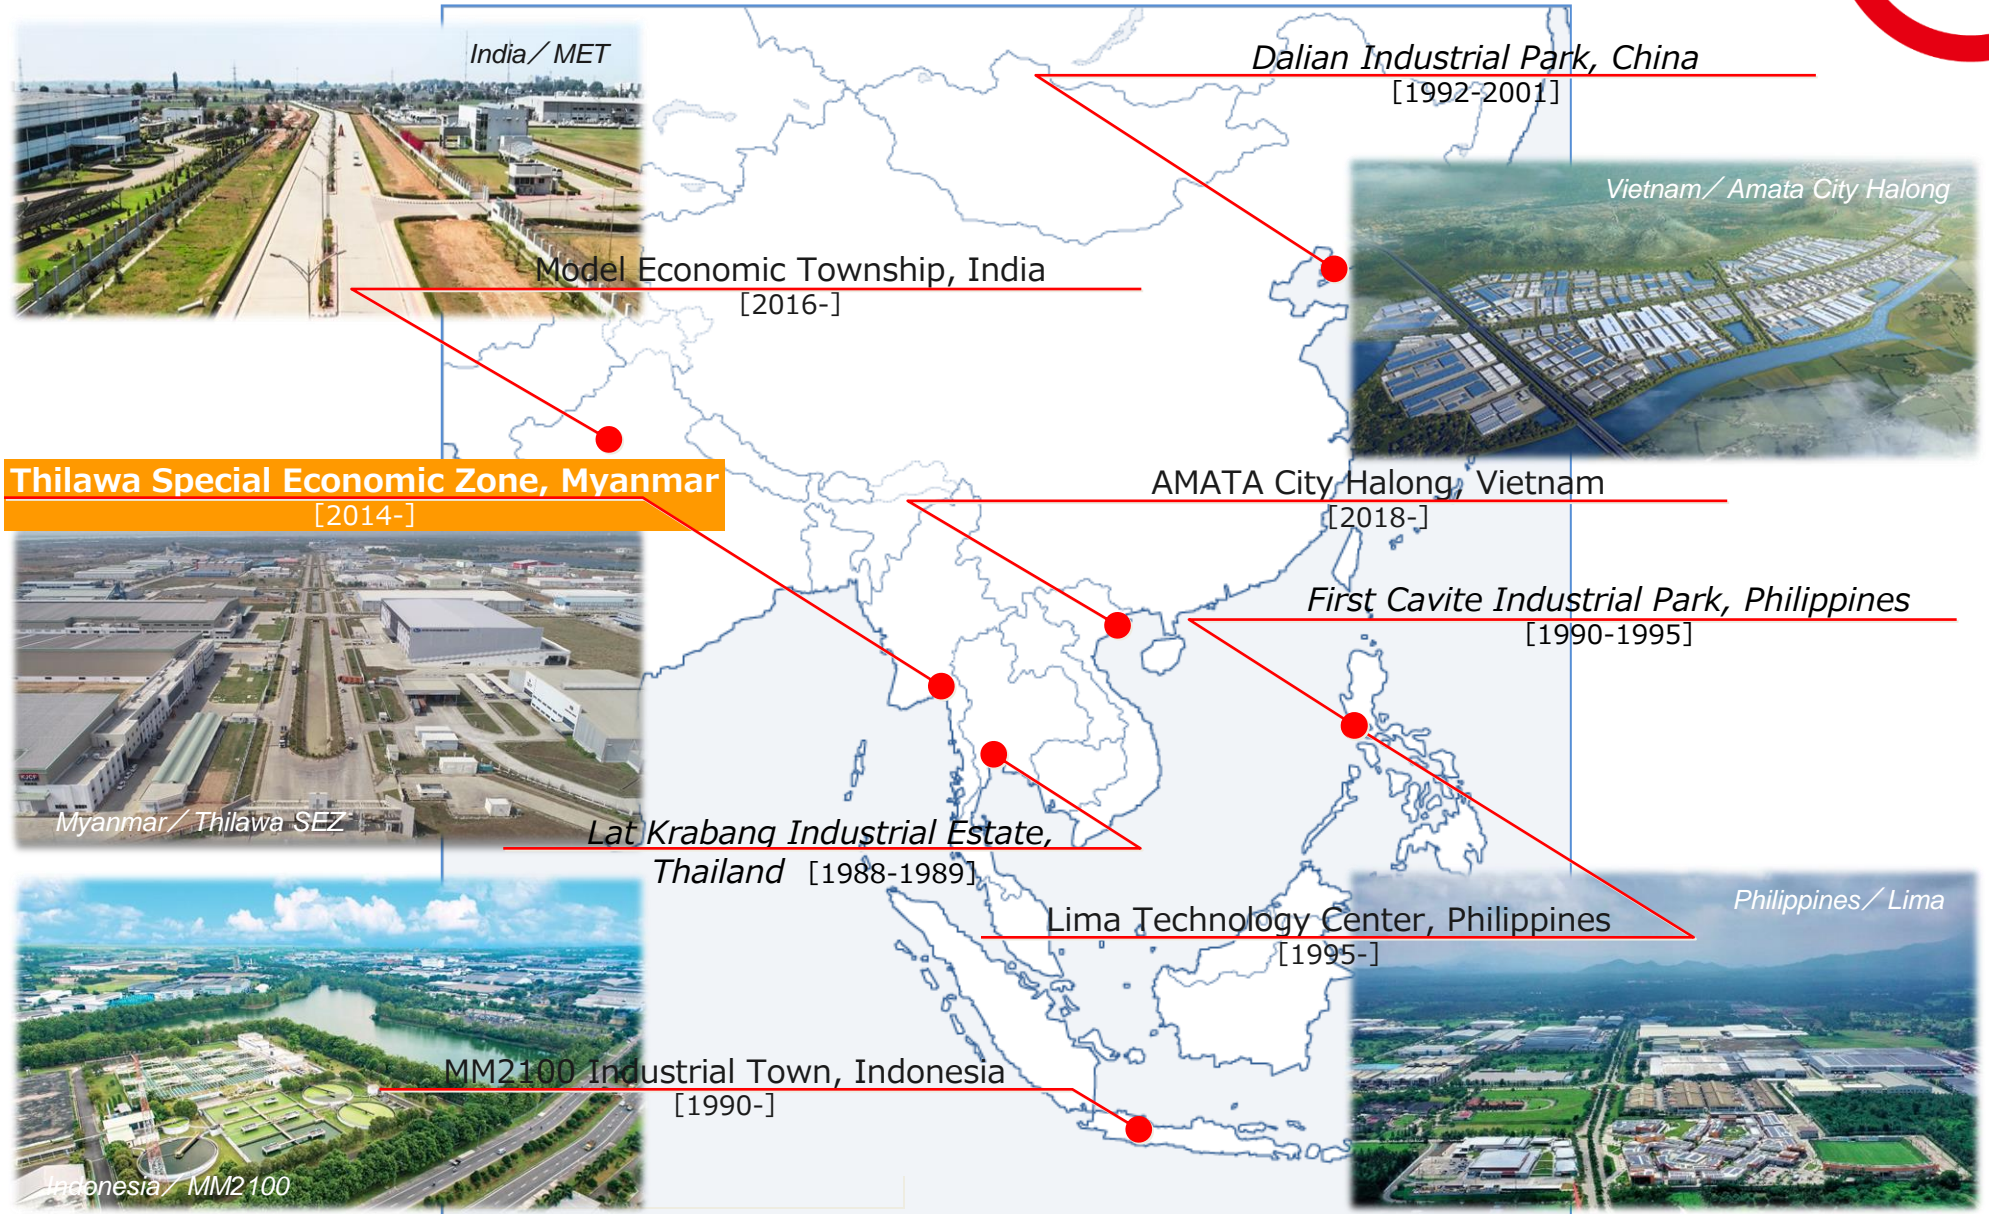 India／MET
Dalian Industrial Park, China
[1992-2001]
Vietnam／Amata City Halong
Model Economic Township, India
[2016-]
Thilawa Special Economic Zone, Myanmar
[2014-]
AMATA City Halong, Vietnam
[2018-]
First Cavite Industrial Park, Philippines
[1990-1995]
Myanmar／Thilawa SEZ
Lat Krabang Industrial Estate,
Thailand [1988-1989]
Philippines／Lima
Lima Technology Center, Philippines
[1995-]
MM2100 Industrial Town, Indonesia
[1990-]
Indonesia／MM2100